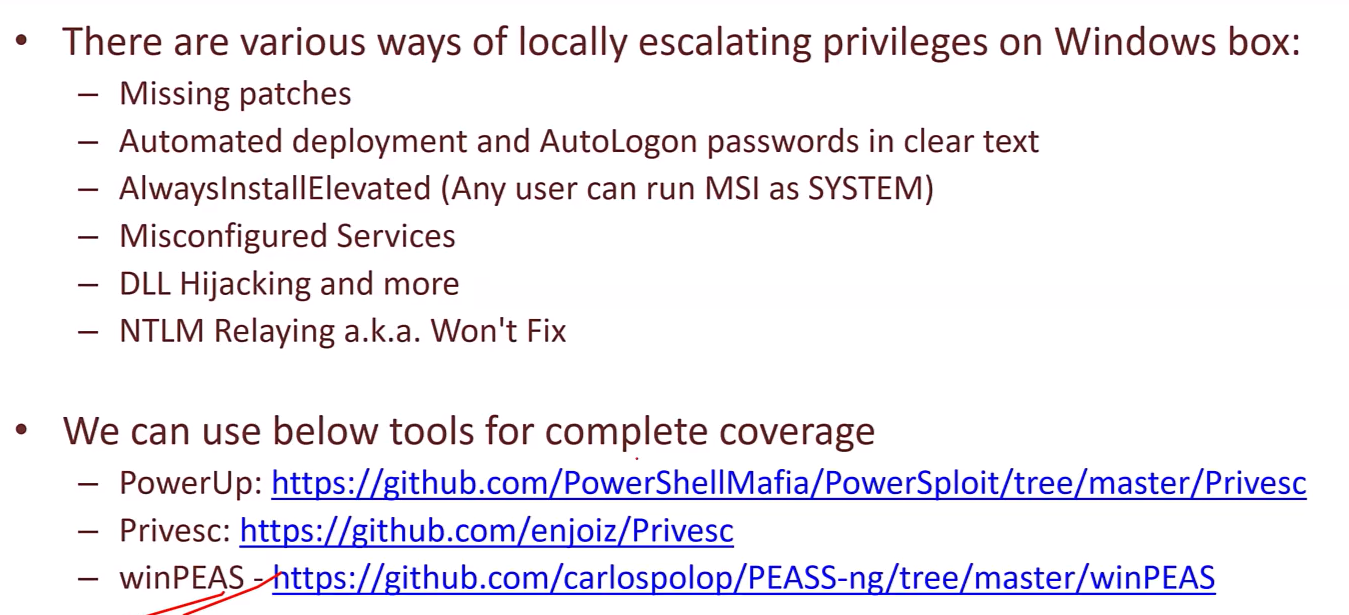 • There are various ways of locally escalating privileges on Windows box:
– Missing patches
– Automated deployment and AutoLogon passwords in clear text
– AlwaysInstallElevated (Any user can run MSI as SYSTEM)
– Misconfigured Services
– DLL Hijacking and more
– NTLM Relaying a.k.a. Won't Fix
• We can use below tools for complete coverage
– PowerUp: https://github.com/PowerShellMafia/PowerSploit/tree/master/Privesc
– Privesc: https://github.com/enjoiz/Privesc
– winPEAS - https://github.com/carlospolop/PEASS-ng/tree/master/winPEAS